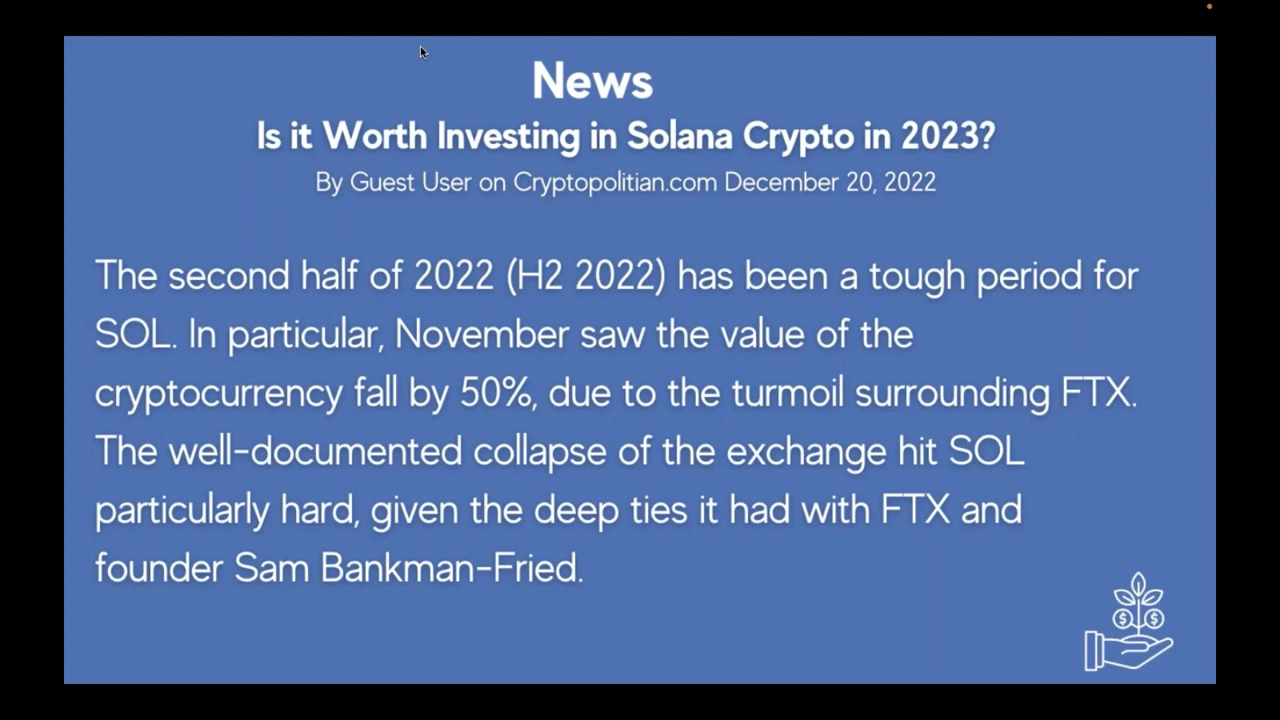 News
Is it Worth Investing in Solana Crypto in 2023?
By Guest User on Cryptopolitian.com December 20, 2022
The second half of 2022 (H2 2022) has been a tough period for
SOL. In particular, November saw the value of the
cryptocurrency fall by 50%, due to the turmoil surrounding FTX.
The well-documented collapse of the exchange hit SOL
particularly hard, given the deep ties it had with FTX and
founder Sam Bankman-Fried.
$ $